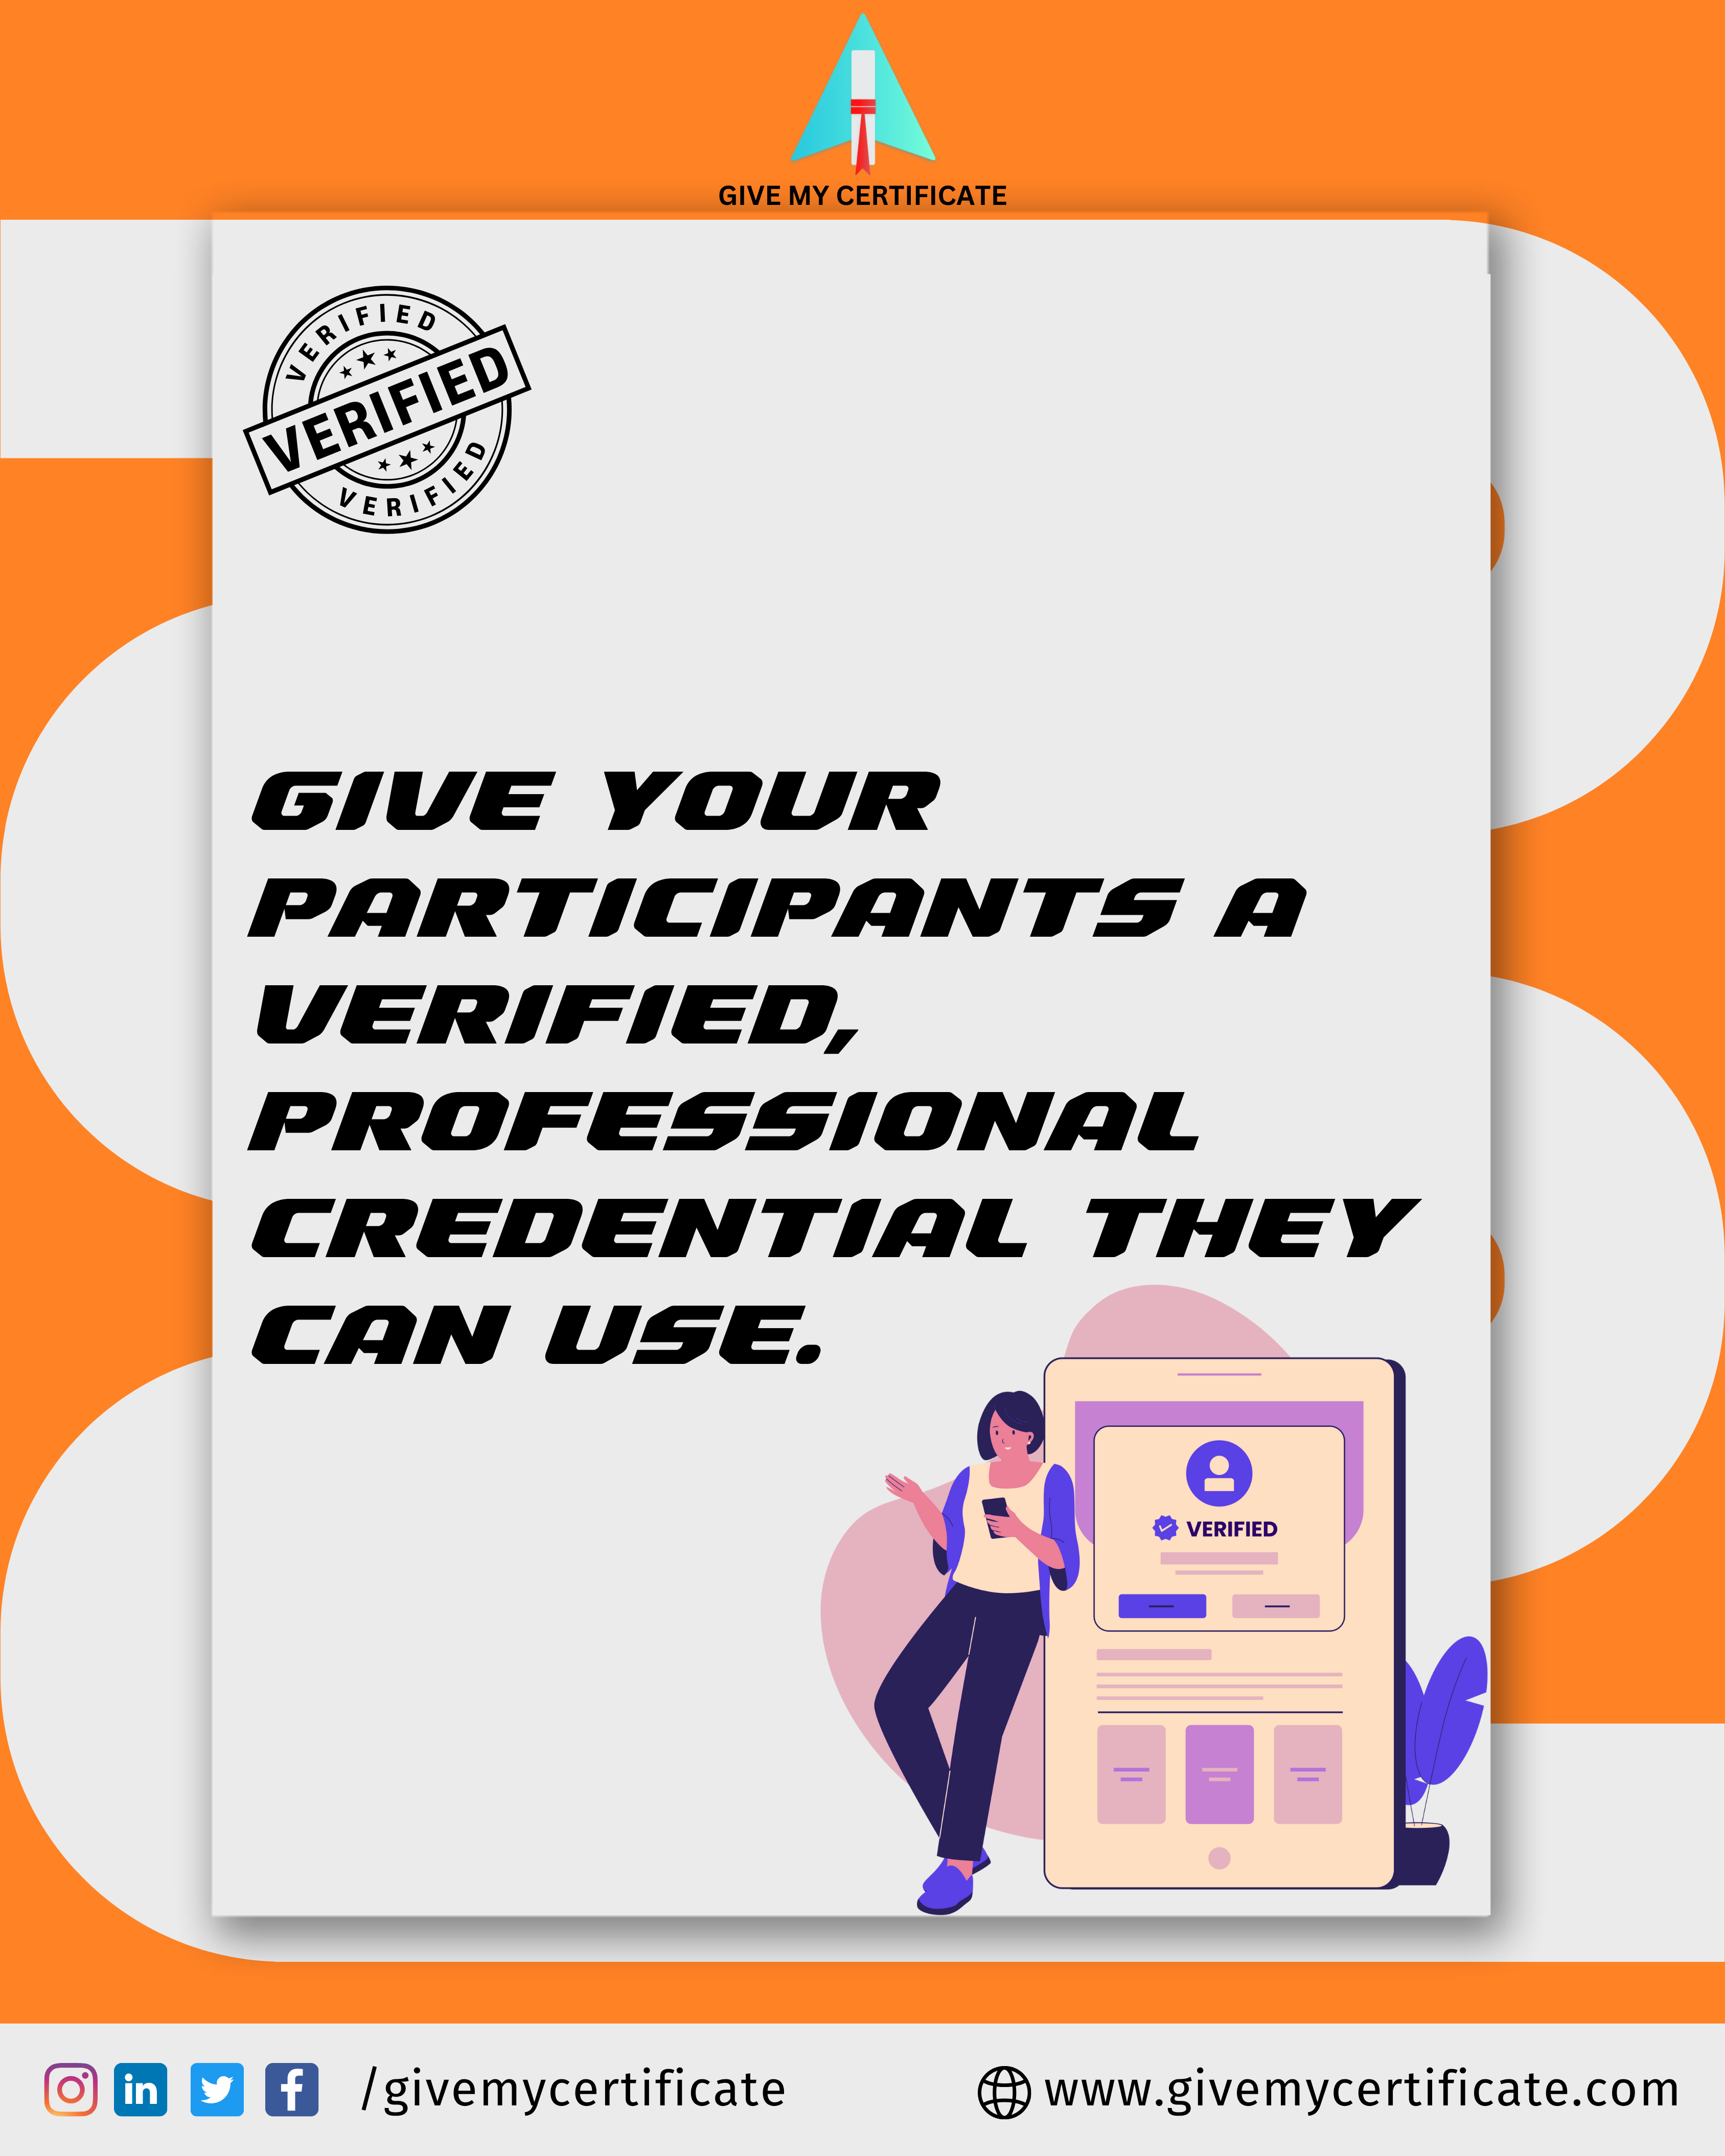 GIVE MY CERTIFICATE
VERIFIED
VERIFIED
VERIFIED
GIVE YOUR
PARTICIPANTS A
VERIFIED,
PROFESSIONAL
CREDENTIAL THEY
CAN USE.
VERIFIED
/givemycertificate
www.givemycertificate.com